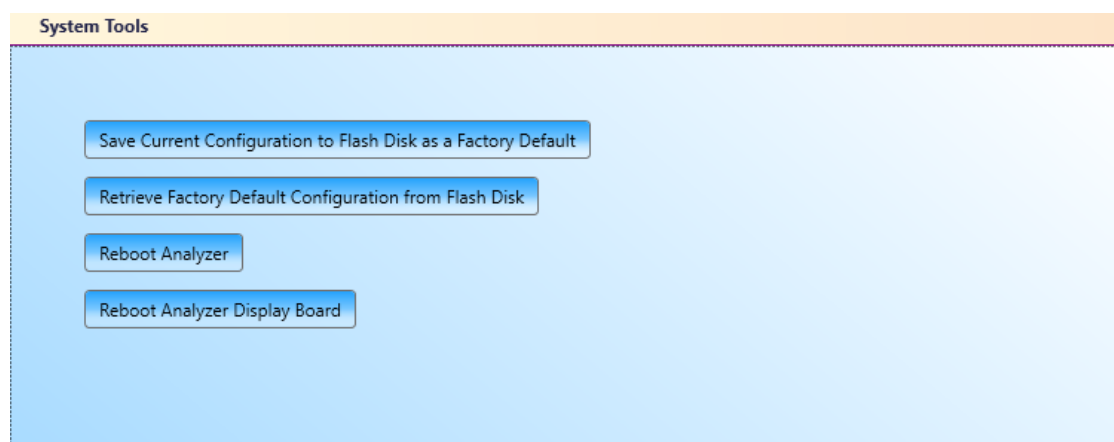 System Tools
Save Current Configuration to Flash Disk as a Factory Default
Retrieve Factory Default Configuration from Flash Disk
Reboot Analyzer
Reboot Analyzer Display Board